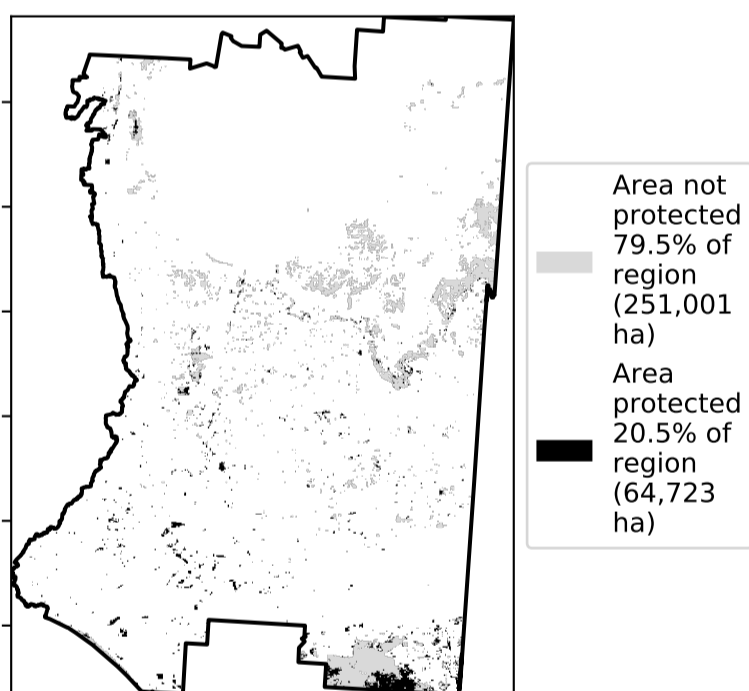 Area not
protected
79.5% of
region
(251,001
ha)
Area
protected
20.5% of
region
(64,723
ha)